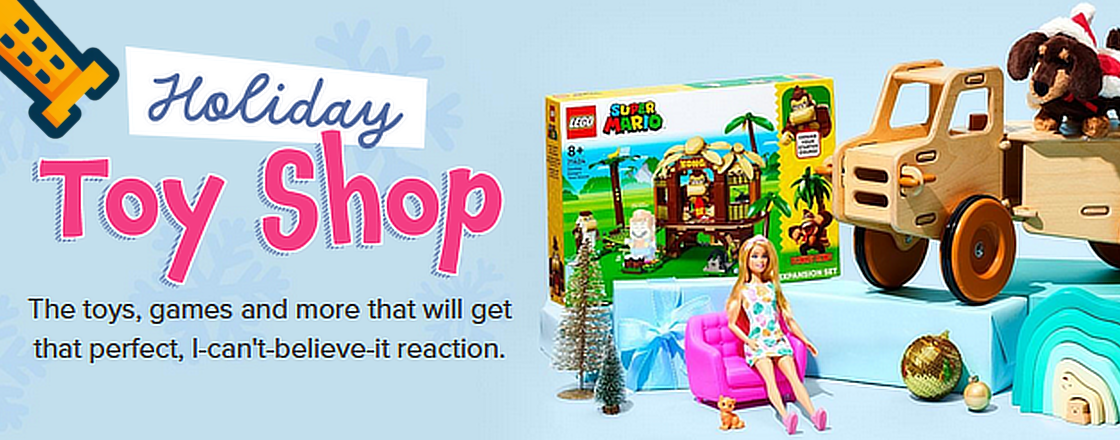 Holiday
Toy Shop
The toys, games and more that will get
that perfect, I-can't-believe-it reaction.
LEGO
SUPER
MARIO
8+
KONG
EXPANSION SET